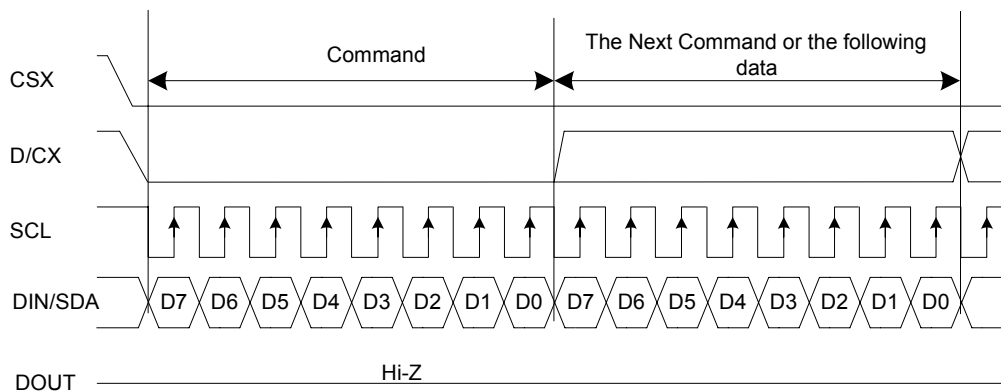 Command
The Next Command or the following
data
CSX
D/CX
SCL
DIN/SDA
D7 D6 D5 D4 D3 D2 D1 D0 D7 D6 D5 D4 D3 D2 D1 D0
Hi-Z
DOUT